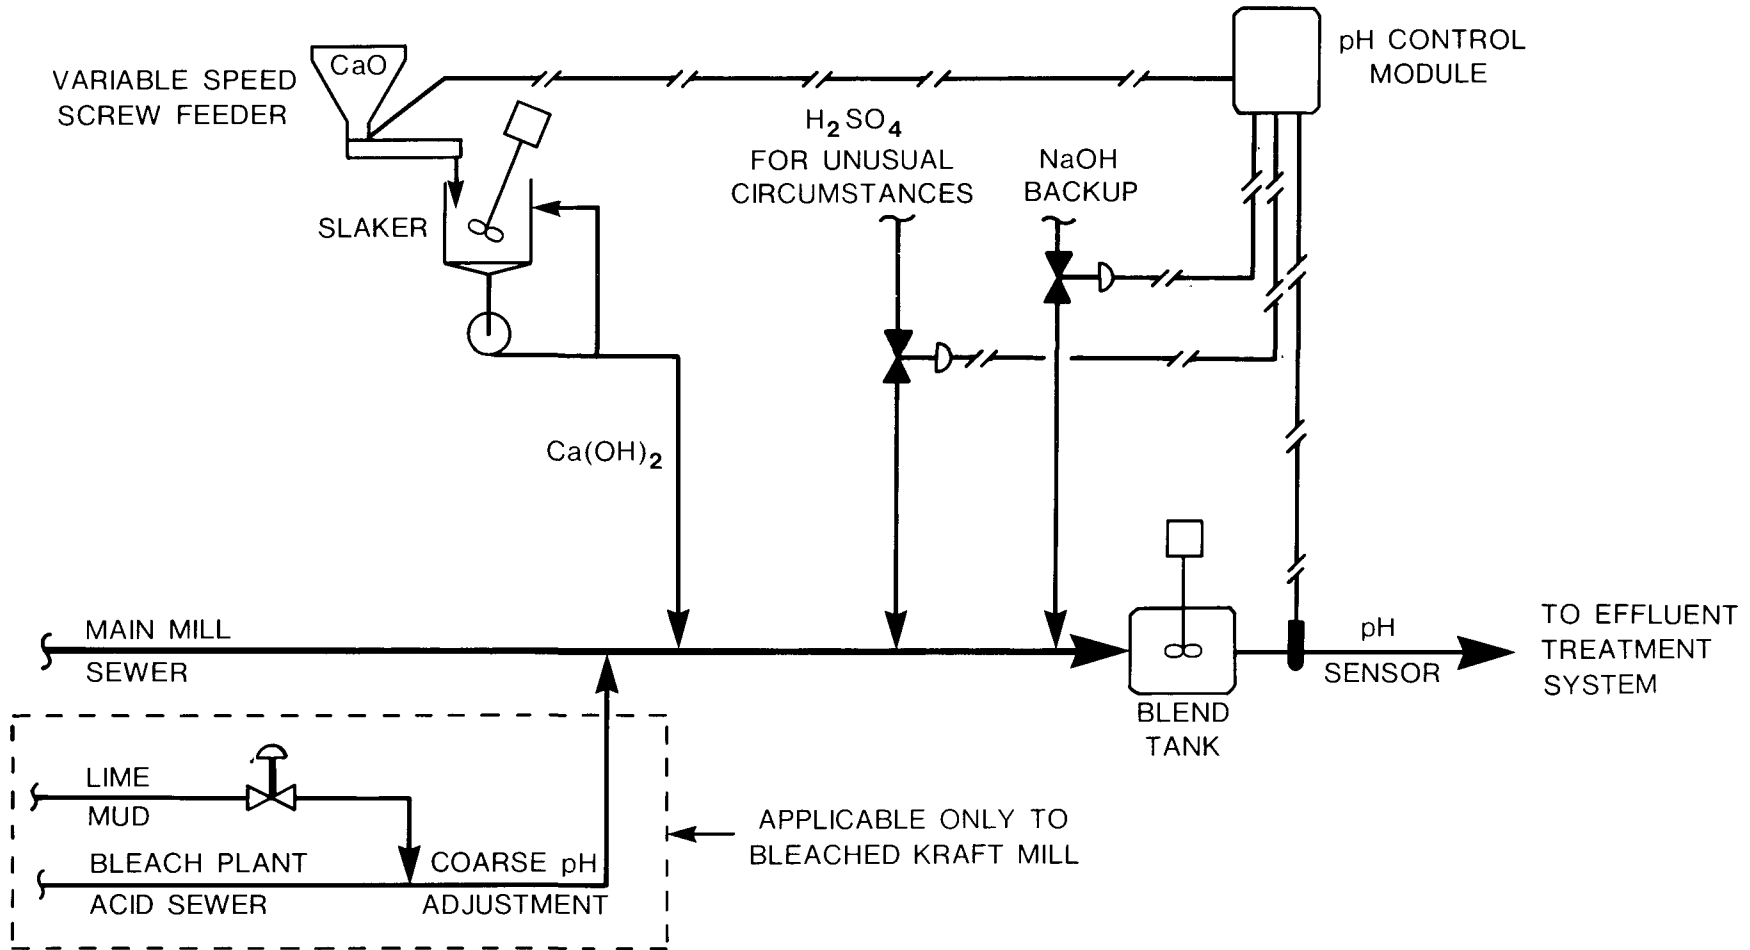 CaO
VARIABLE SPEED
SCREW FEEDER
pH CONTROL
MODULE
H₂SO₄
FOR UNUSUAL
CIRCUMSTANCES
NaOH
BACKUP
SLAKER
Ca(OH)₂
MAIN MILL
SEWER
pH
SENSOR
TO EFFLUENT
TREATMENT
SYSTEM
BLEND
TANK
LIME
MUD
BLEACH PLANT
ACID SEWER
COARSE pH
ADJUSTMENT
APPLICABLE ONLY TO
BLEACHED KRAFT MILL